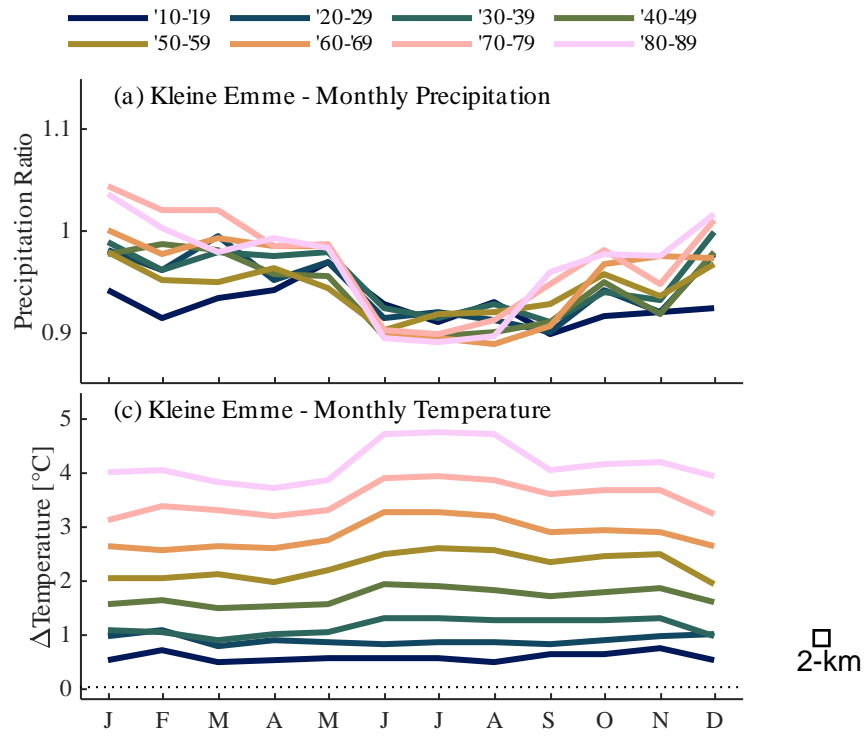 '10-'19 '20-'29 '30-39 '40-49
'50-'59 '60-'69 '70-'79 '80-'89
(a) Kleine Emme - Monthly Precipitation
Precipitation Ratio
1.1
1
0.9
(c) Kleine Emme - Monthly Temperature
ΔTemperature [°C]
5
4
3
2
1
0
J F M A M J J A S O N D
2-km